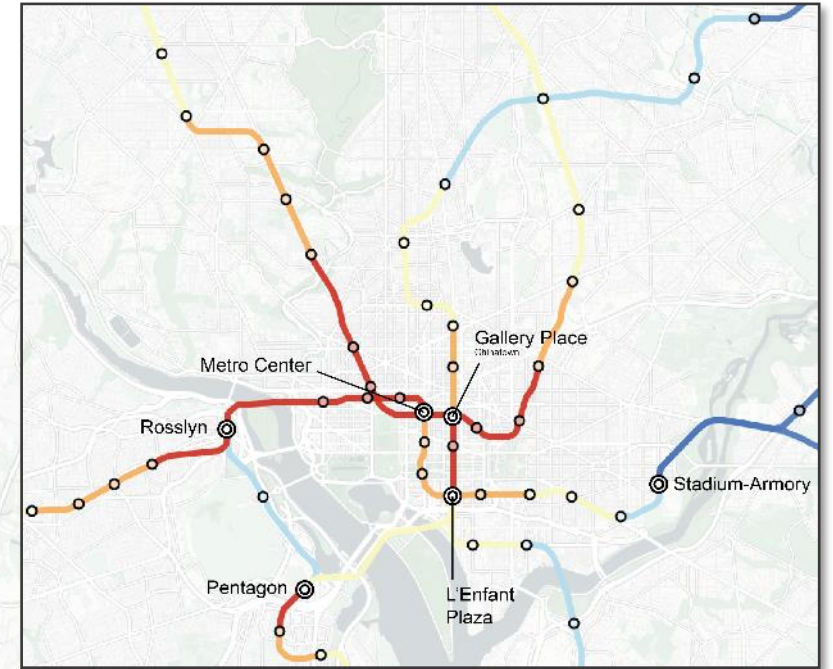 Gallery Place
Chinatown
Metro Center
Rosslyn
Stadium-Armory
Pentagon
L'Enfant
Plaza